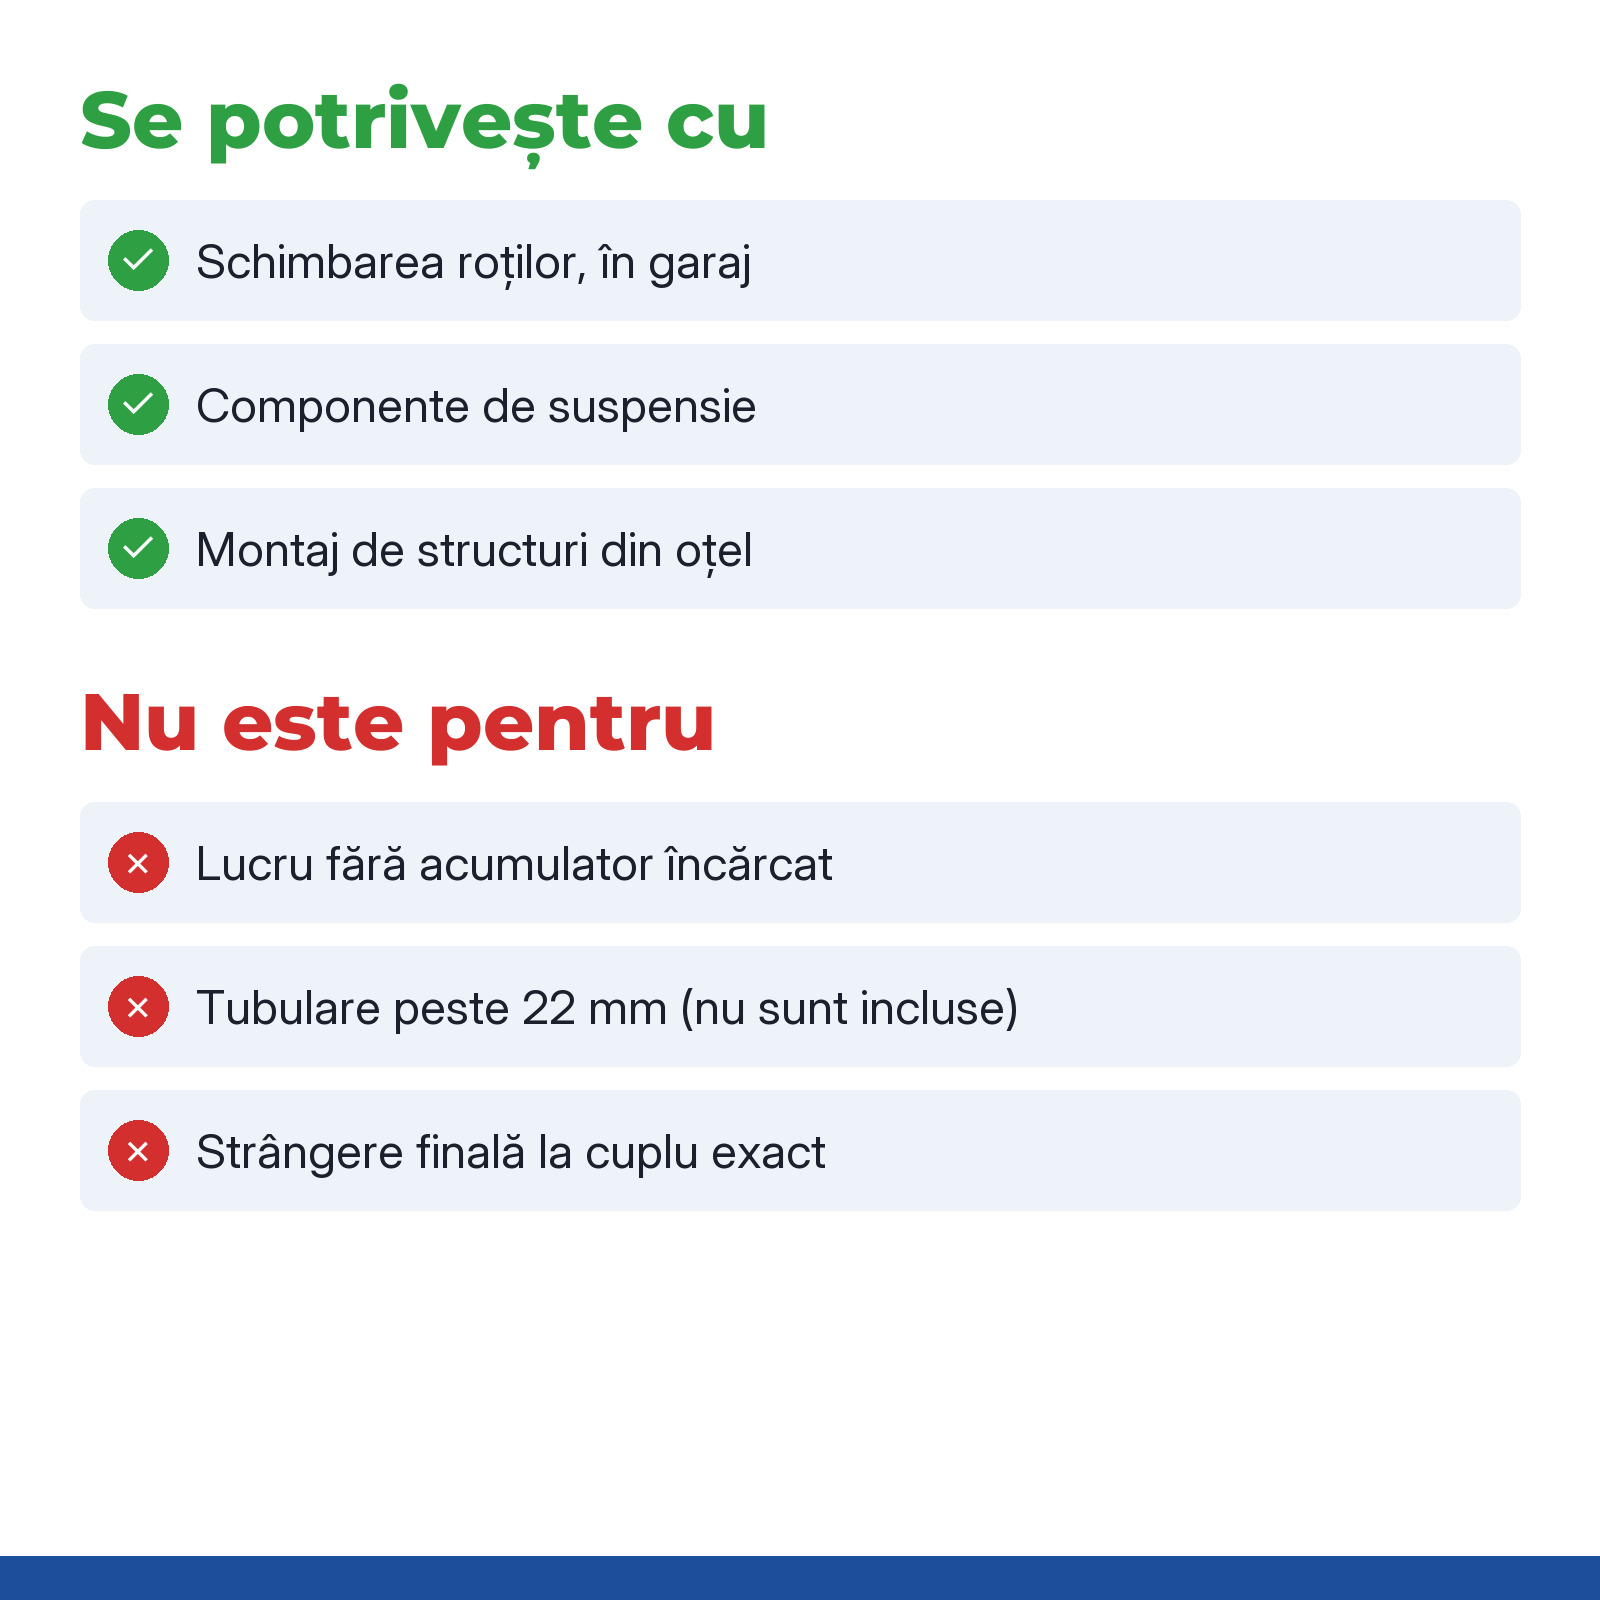 Se potrivește cu
Schimbarea roților, în garaj
Componente de suspensie
Montaj de structuri din oțel
Nu este pentru
Lucru fără acumulator încărcat
Tubulare peste 22 mm (nu sunt incluse)
Strângere finală la cuplu exact